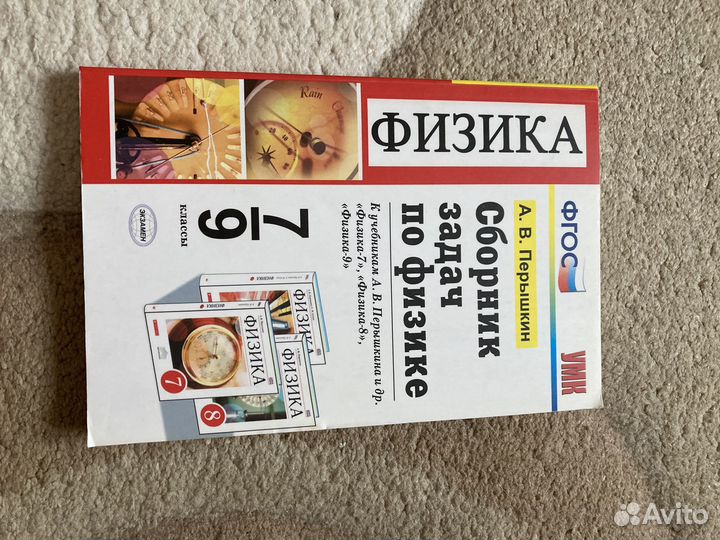 ФИЗИКА
Rain
ФГОС
УМК
А. В. Перышкин
Сборник
задач
по физике
К учебникам А. В. Перышкина и др.
«Физика-7», «Физика-8»,
«Физика-9»
7
9
классы
ЭКЗАМЕН
ФИЗИКА
ФИЗИКА
7
ФИЗИКА
8
Avito